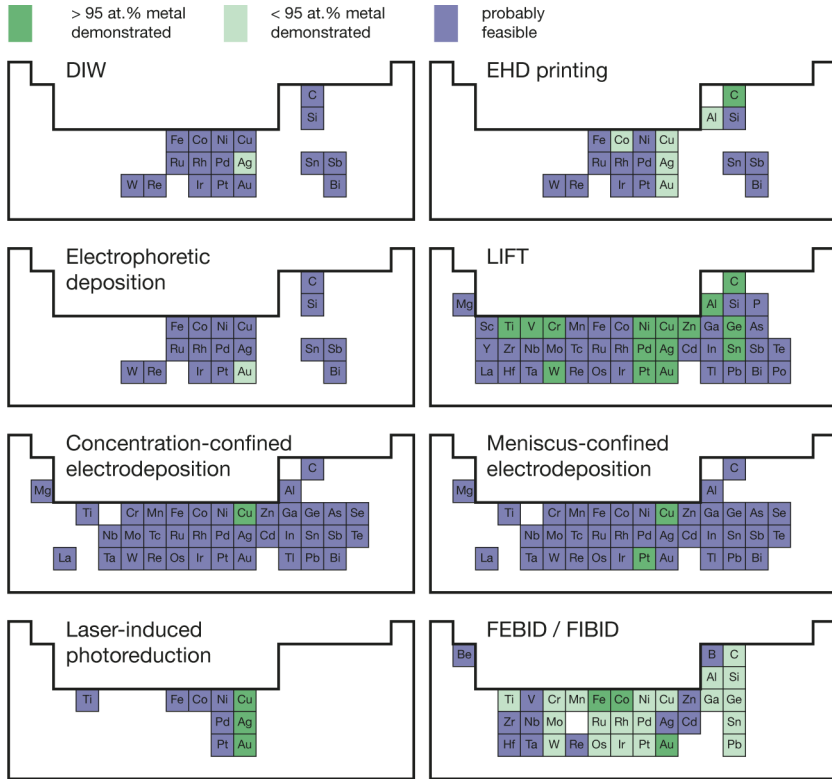 > 95 at.% metal
demonstrated
< 95 at.% metal
demonstrated
probably
feasible
DIW
C
Si
Fe Co Ni Cu
Ru Rh Pd Ag Sn Sb
W Re Ir Pt Au Bi
EHD printing
C
Al Si
Fe Co Ni Cu
Ru Rh Pd Ag Sn Sb
W Re Ir Pt Au Bi
Electrophoretic
deposition
C
Si
Fe Co Ni Cu
Ru Rh Pd Ag Sn Sb
W Re Ir Pt Au Bi
LIFT
C
Mg Al Si P
Sc Ti V Cr Mn Fe Co Ni Cu Zn Ga Ge As
Y Zr Nb Mo Tc Ru Rh Pd Ag Cd In Sn Sb Te
La Hf Ta W Re Os Ir Pt Au Tl Pb Bi Po
Concentration-confined
electrodeposition
C
Mg Al
Ti Cr Mn Fe Co Ni Cu Zn Ga Ge As Se
Nb Mo Tc Ru Rh Pd Ag Cd In Sn Sb Te
La Ta W Re Os Ir Pt Au Tl Pb Bi
Meniscus-confined
electrodeposition
C
Mg Al
Ti Cr Mn Fe Co Ni Cu Zn Ga Ge As Se
Nb Mo Tc Ru Rh Pd Ag Cd In Sn Sb Te
La Ta W Re Os Ir Pt Au Tl Pb Bi
Laser-induced
photoreduction
Ti Fe Co Ni Cu
Pd Ag
Pt Au
FEBID / FIBID
Be B C
Al Si
Ti V Cr Mn Fe Co Ni Cu Zn Ga Ge
Zr Nb Mo Ru Rh Pd Ag Cd Sn
Hf Ta W Re Os Ir Pt Au Pb